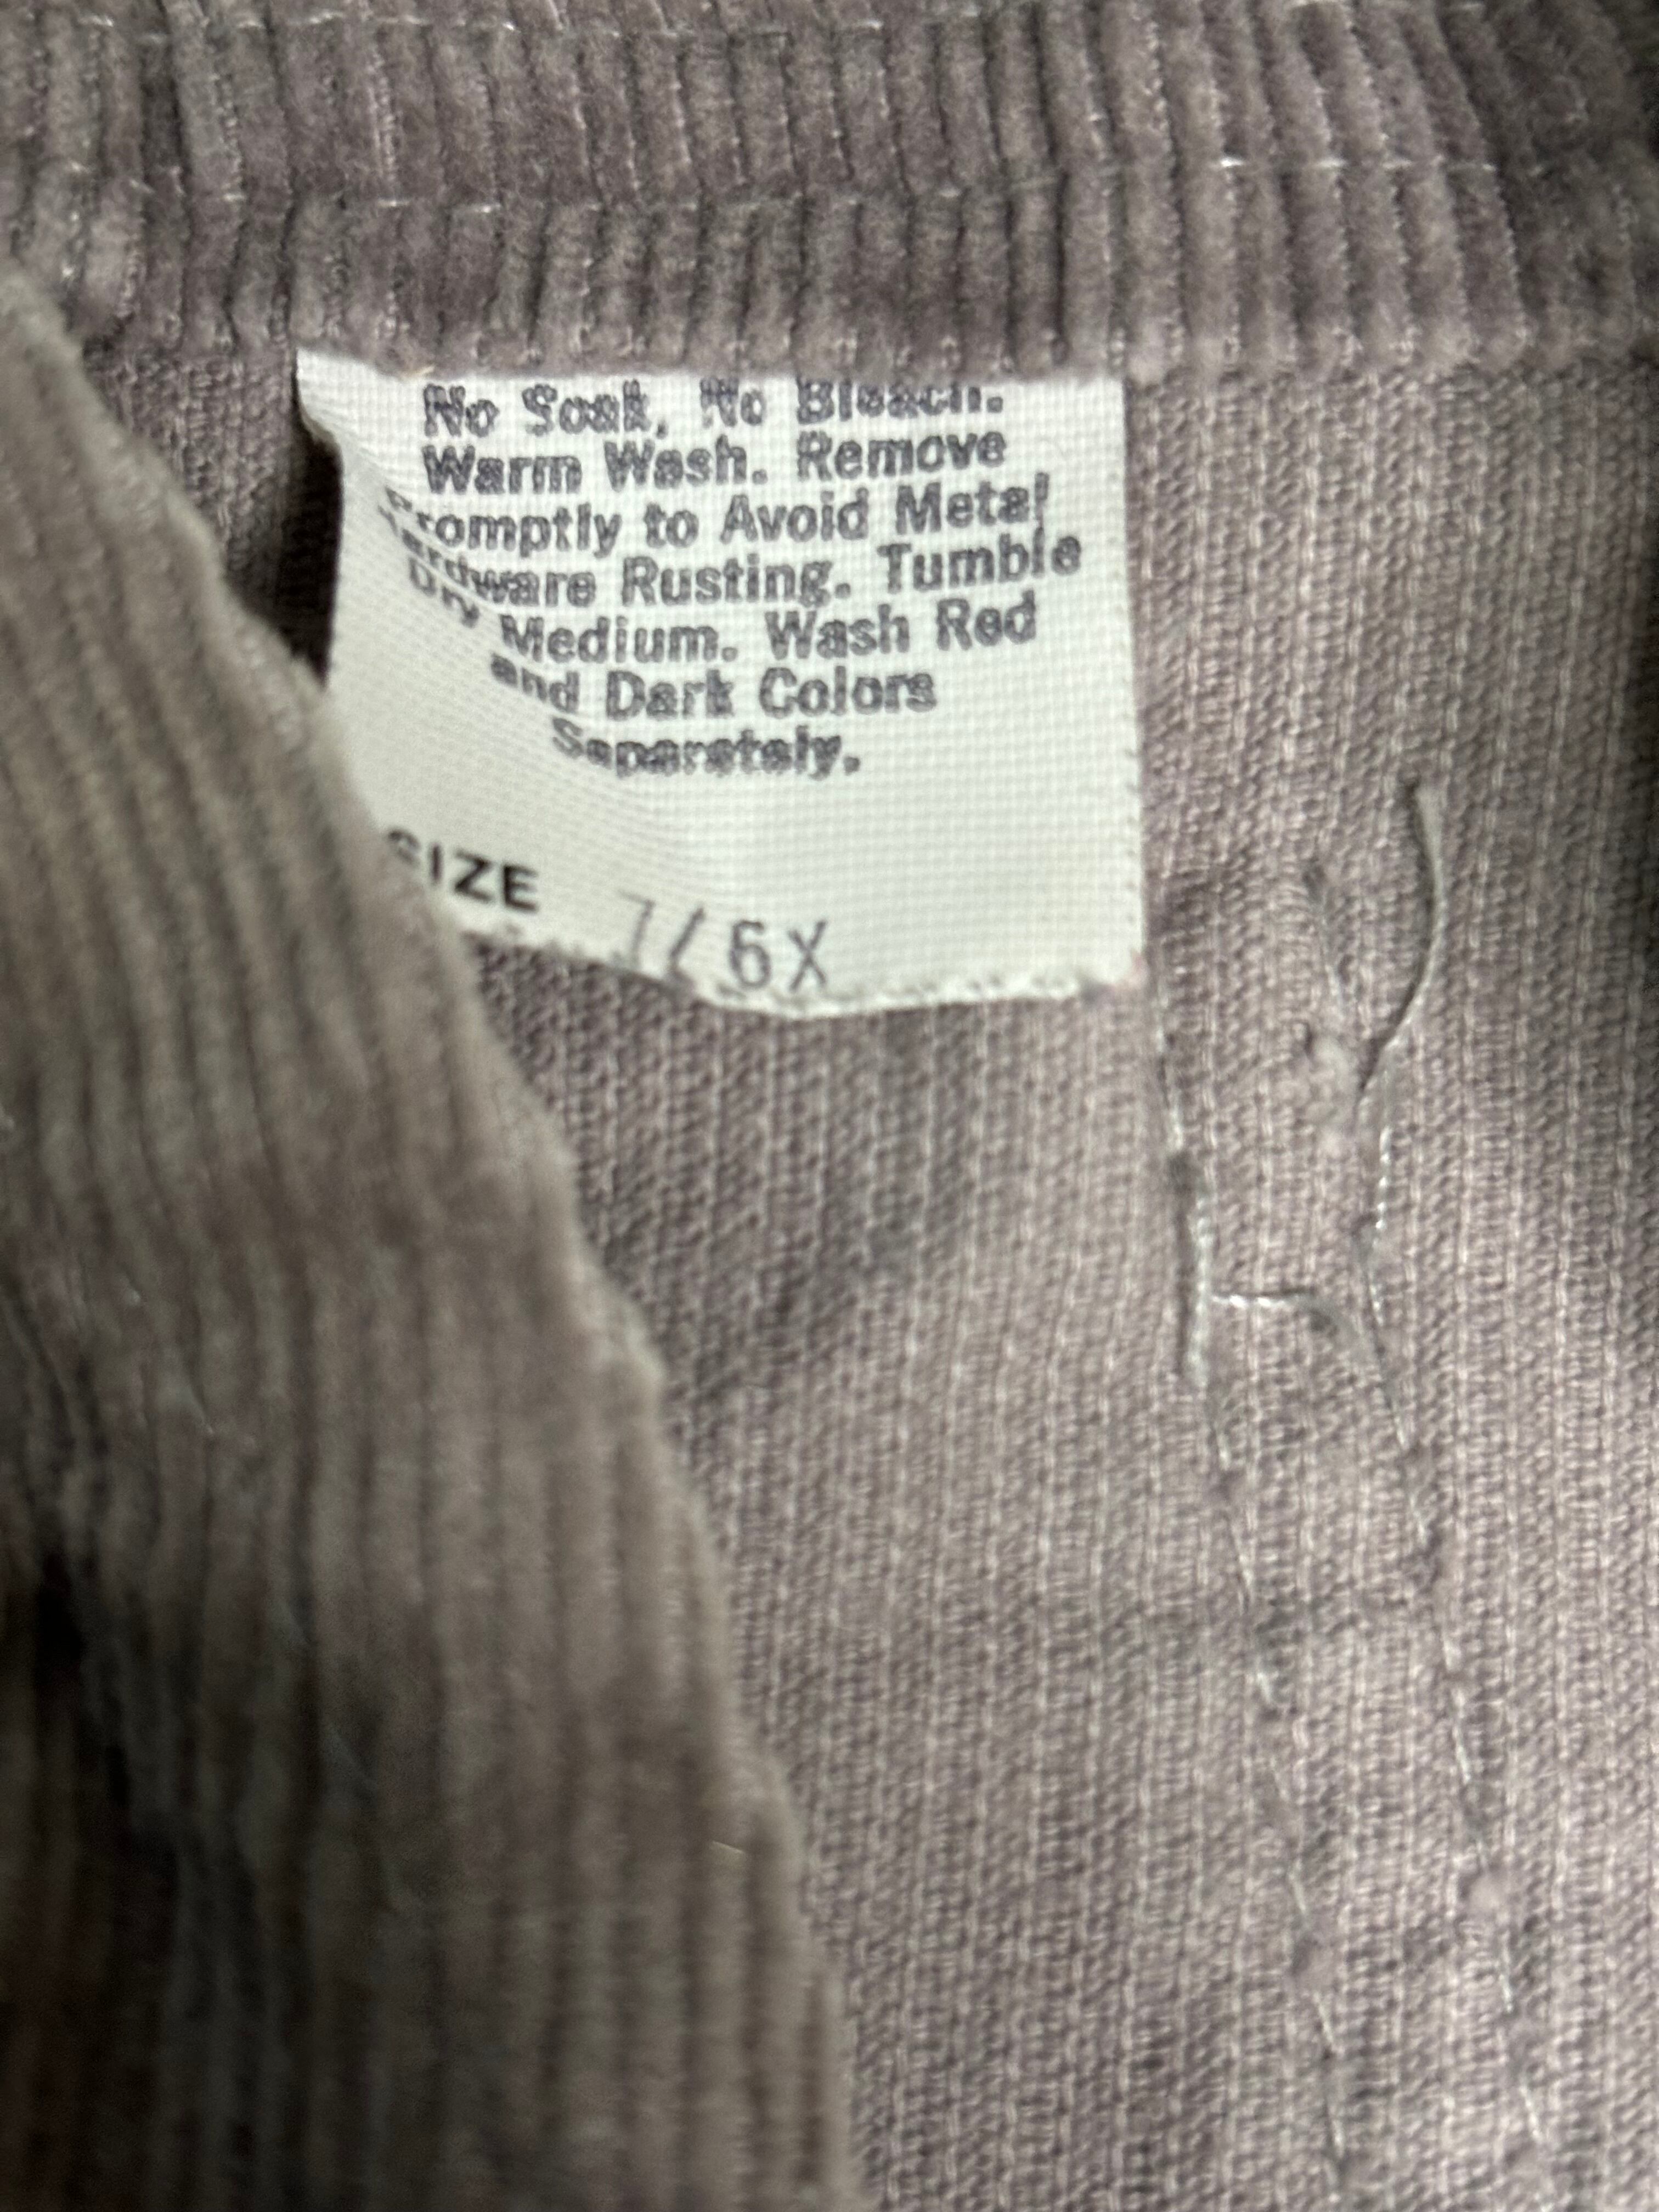 No Soak, No Bleach.
Warm Wash. Remove
Promptly to Avoid Metal
Hardware Rusting. Tumble
Dry Medium. Wash Red
and Dark Colors
Separately.
SIZE 7/6X